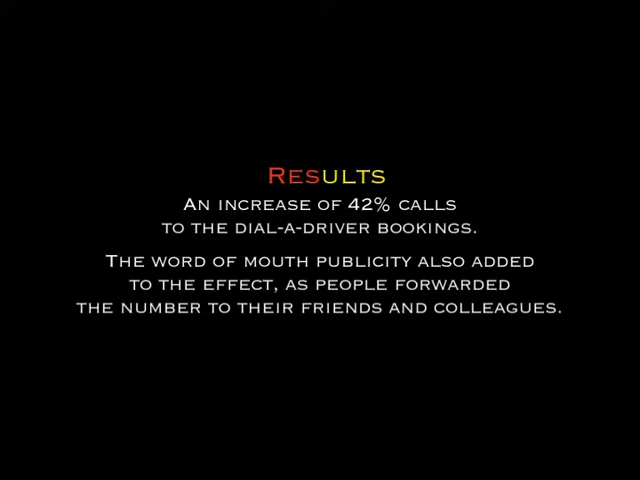 Results
An increase of 42% calls
to the dial-a-driver bookings.
The word of mouth publicity also added
to the effect, as people forwarded
the number to their friends and colleagues.